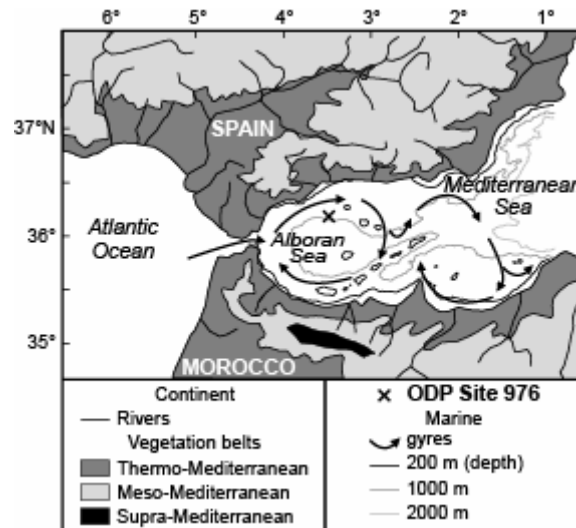 6° 5° 4° 3° 2° 1°
37°N
36°
35°
SPAIN
Mediterranean
Sea
Atlantic
Ocean
Alboran
Sea
MOROCCO
Continent
Rivers
Vegetation belts
Thermo-Mediterranean
Meso-Mediterranean
Supra-Mediterranean
ODP Site 976
Marine
gyres
200 m (depth)
1000 m
2000 m